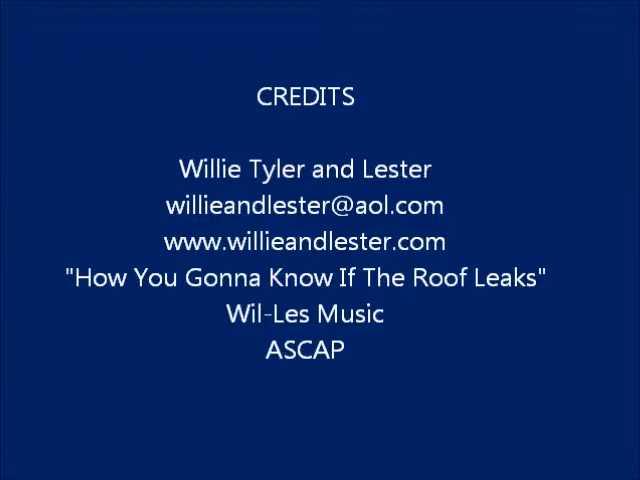 CREDITS
Willie Tyler and Lester
willieandlester@aol.com
www.willieandlester.com
"How You Gonna Know If The Roof Leaks"
Wil-Les Music
ASCAP